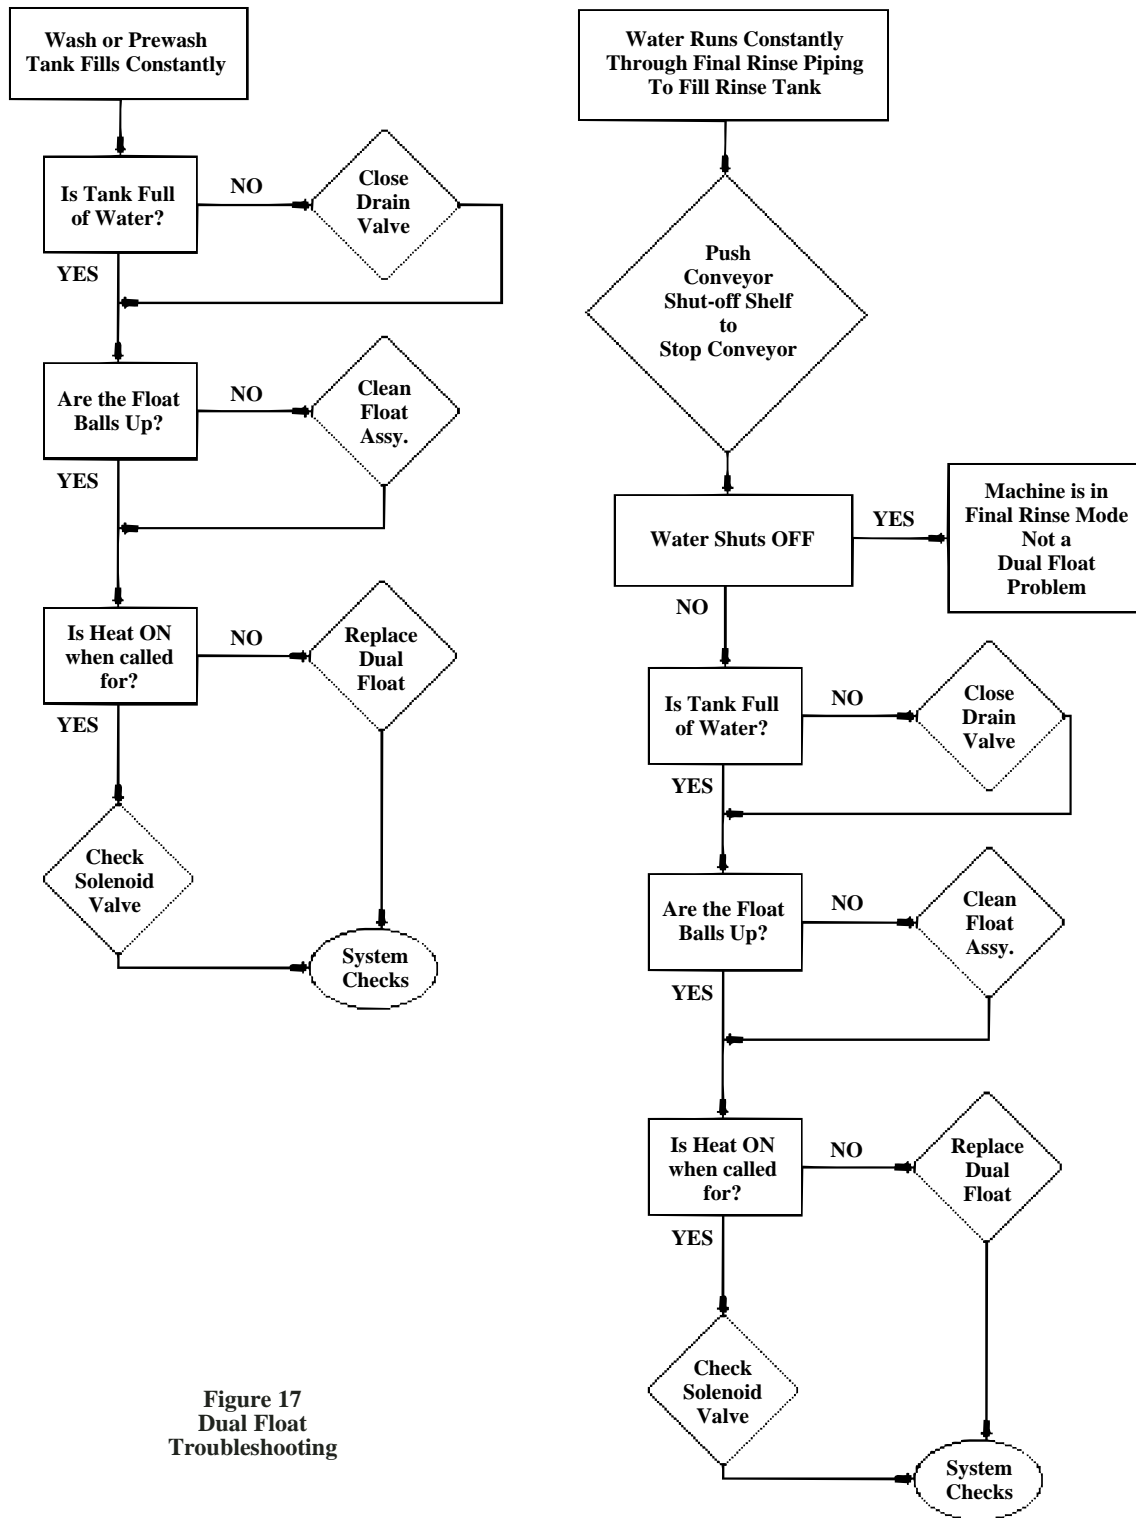 Wash or Prewash
Tank Fills Constantly
Is Tank Full
of Water?
NO
Close
Drain
Valve
YES
Are the Float
Balls Up?
NO
Clean
Float
Assy.
YES
Is Heat ON
when called
for?
NO
Replace
Dual
Float
YES
Check
Solenoid
Valve
System
Checks
Water Runs Constantly
Through Final Rinse Piping
To Fill Rinse Tank
Push
Conveyor
Shut-off Shelf
to
Stop Conveyor
Water Shuts OFF
YES
Machine is in
Final Rinse Mode
Not a
Dual Float
Problem
NO
Is Tank Full
of Water?
NO
Close
Drain
Valve
YES
Are the Float
Balls Up?
NO
Clean
Float
Assy.
YES
Is Heat ON
when called
for?
NO
Replace
Dual
Float
YES
Check
Solenoid
Valve
System
Checks
Figure 17
Dual Float
Troubleshooting